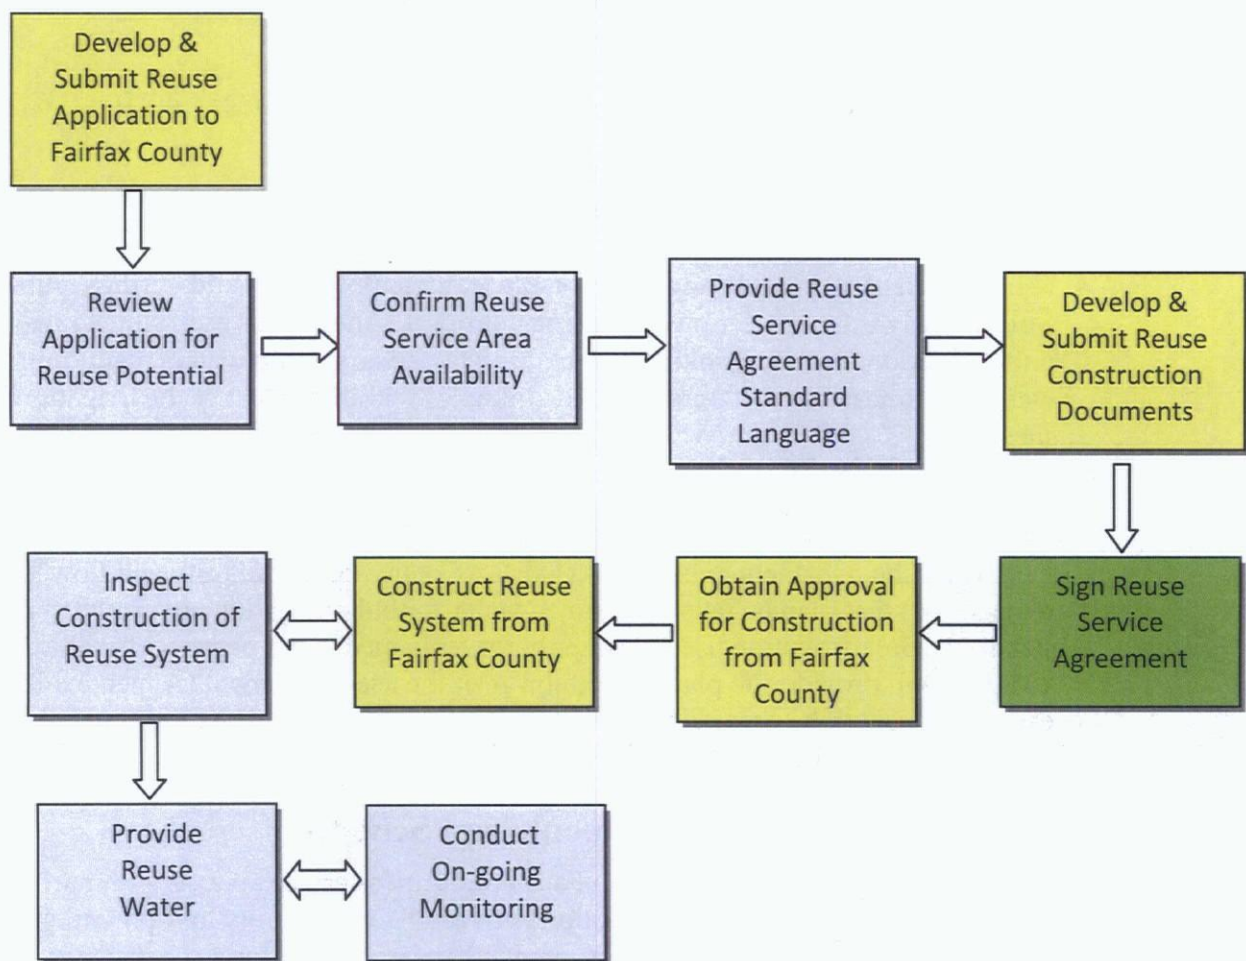 Develop &
Submit Reuse
Application to
Fairfax County
Review
Application for
Reuse Potential
Confirm Reuse
Service Area
Availability
Provide Reuse
Service
Agreement
Standard
Language
Develop &
Submit Reuse
Construction
Documents
Sign Reuse
Service
Agreement
Obtain Approval
for Construction
from Fairfax
County
Construct Reuse
System from
Fairfax County
Inspect
Construction of
Reuse System
Provide
Reuse
Water
Conduct
On-going
Monitoring